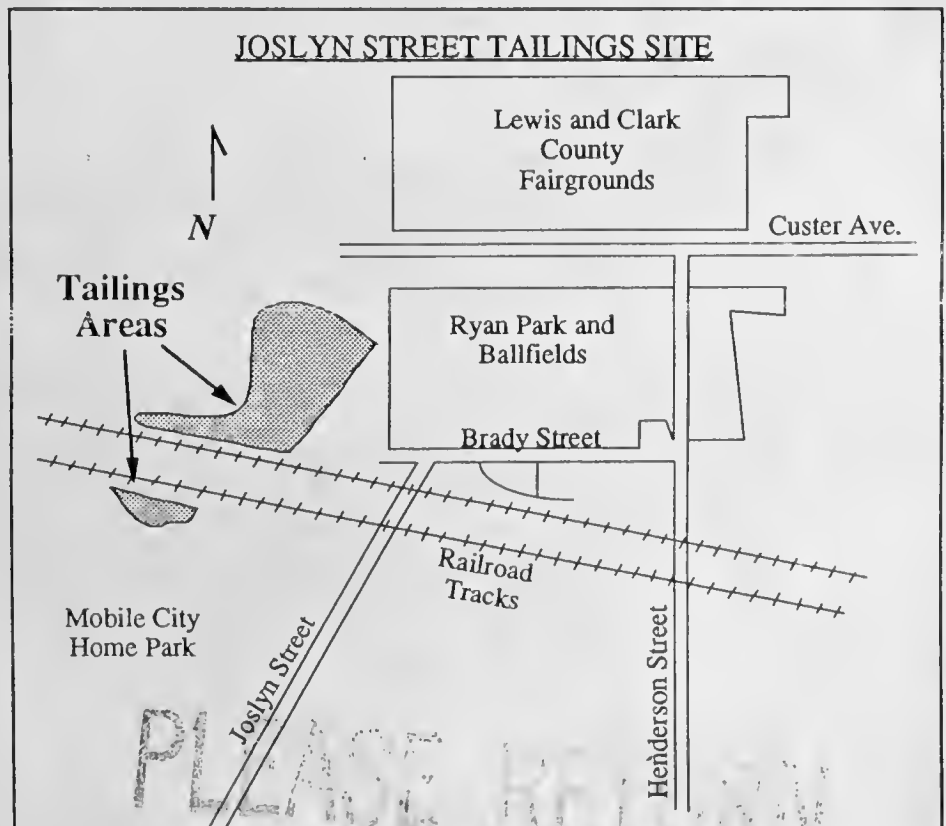 JOSLYN STREET TAILINGS SITE
Lewis and Clark
County
Fairgrounds
N
Custer Ave.
Tailings
Areas
Ryan Park and
Ballfields
Brady Street
Railroad
Tracks
Mobile City
Home Park
Joslyn Street
Henderson Street
PLEASE